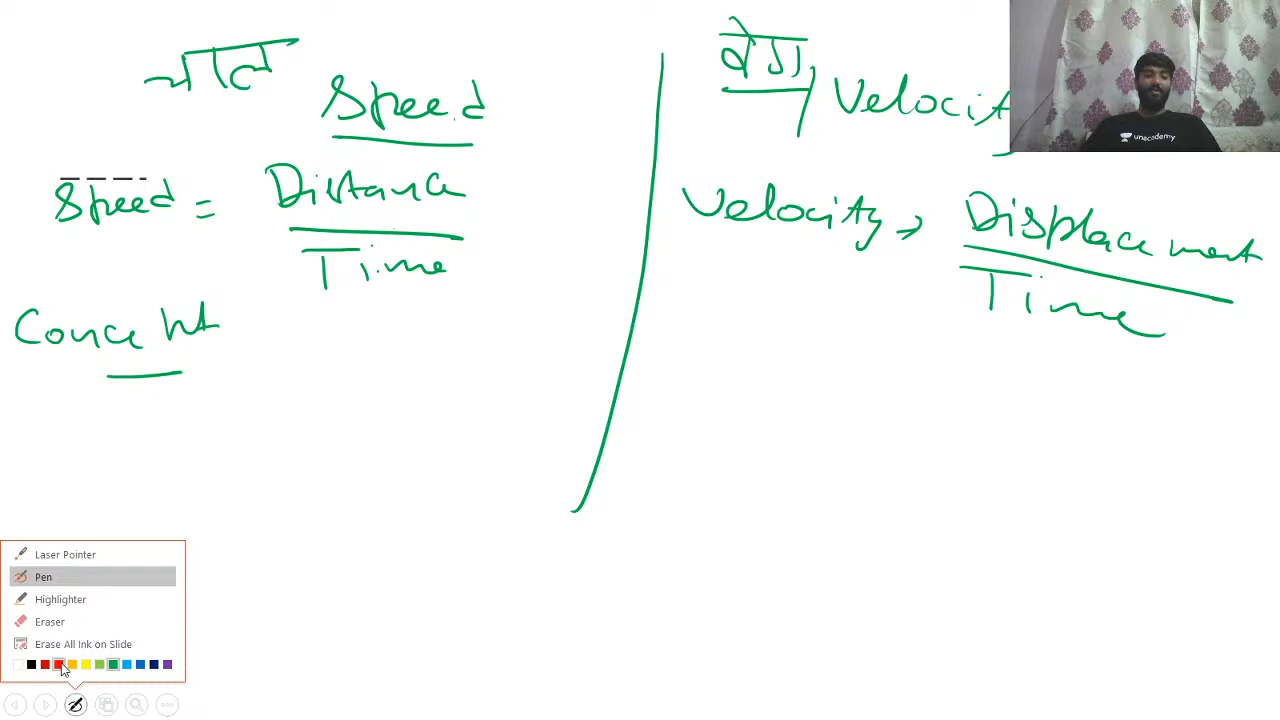 चाल Speed
Speed = Distance
Time
Concept
वेग Velocity
Velocity, Displacement
Time
unacademy
Laser Pointer
Pen
Highlighter
Eraser
Erase All Ink on Slide